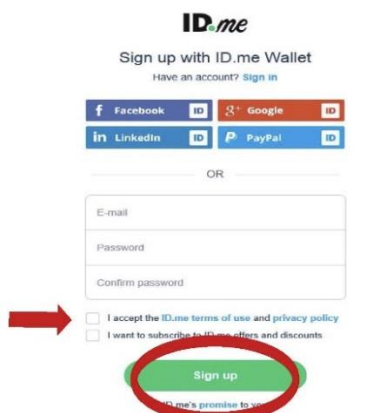 ID.me
Sign up with ID.me Wallet
Have an account? Sign in
f Facebook ID
g+ Google ID
in LinkedIn ID
P PayPal ID
OR
E-mail
Password
Confirm password
I accept the ID.me terms of use and privacy policy
I want to subscribe to ID.me offers and discounts
Sign up
ID.me's promise to you